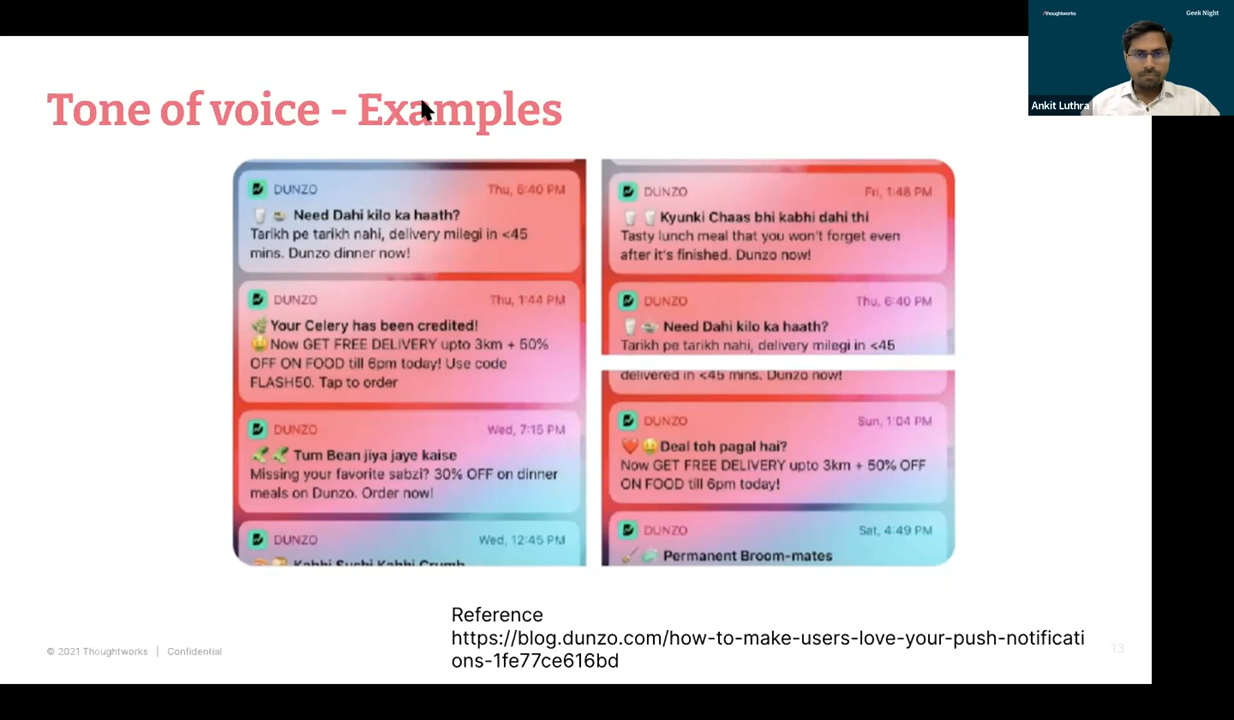 /thoughtworks
Geek Night
Ankit Luthra
Tone of voice - Examples
DUNZO
Thu, 6:40 PM
Need Dahi kilo ka haath?
Tarikh pe tarikh nahi, delivery milegi in <45
mins. Dunzo dinner now!
DUNZO
Thu, 1:44 PM
Your Celery has been credited!
Now GET FREE DELIVERY upto 3km + 50%
OFF ON FOOD till 6pm today! Use code
FLASH50. Tap to order
DUNZO
Wed, 7:15 PM
Tum Bean jiya jaye kaise
Missing your favorite sabzi? 30% OFF on dinner
meals on Dunzo. Order now!
DUNZO
Wed, 12:45 PM
Kabhi Sushi Kabhi Crumb
DUNZO
Fri, 1:48 PM
Kyunki Chaas bhi kabhi dahi thi
Tasty lunch meal that you won't forget even
after it's finished. Dunzo now!
DUNZO
Thu, 6:40 PM
Need Dahi kilo ka haath?
Tarikh pe tarikh nahi, delivery milegi in <45
delivered in <45 mins. Dunzo now!
DUNZO
Sun, 1:04 PM
Deal toh pagal hai?
Now GET FREE DELIVERY upto 3km + 50% OFF
ON FOOD till 6pm today!
DUNZO
Sat, 4:49 PM
Permanent Broom-mates
Reference
https://blog.dunzo.com/how-to-make-users-love-your-push-notificati
ons-1fe77ce616bd
© 2021 Thoughtworks | Confidential
13